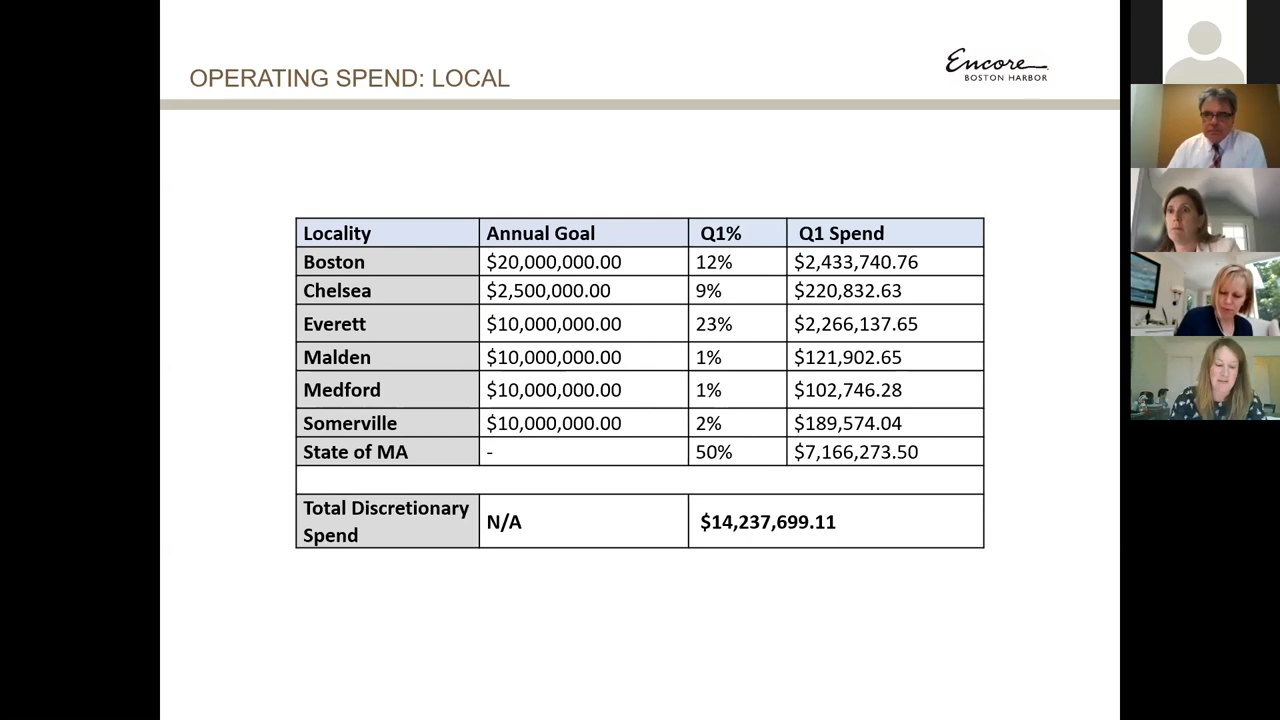 OPERATING SPEND: LOCAL
Encore
BOSTON HARBOR
Locality Annual Goal Q1% Q1 Spend
Boston $20,000,000.00 12% $2,433,740.76
Chelsea $2,500,000.00 9% $220,832.63
Everett $10,000,000.00 23% $2,266,137.65
Malden $10,000,000.00 1% $121,902.65
Medford $10,000,000.00 1% $102,746.28
Somerville $10,000,000.00 2% $189,574.04
State of MA - 50% $7,166,273.50
Total Discretionary
Spend N/A $14,237,699.11